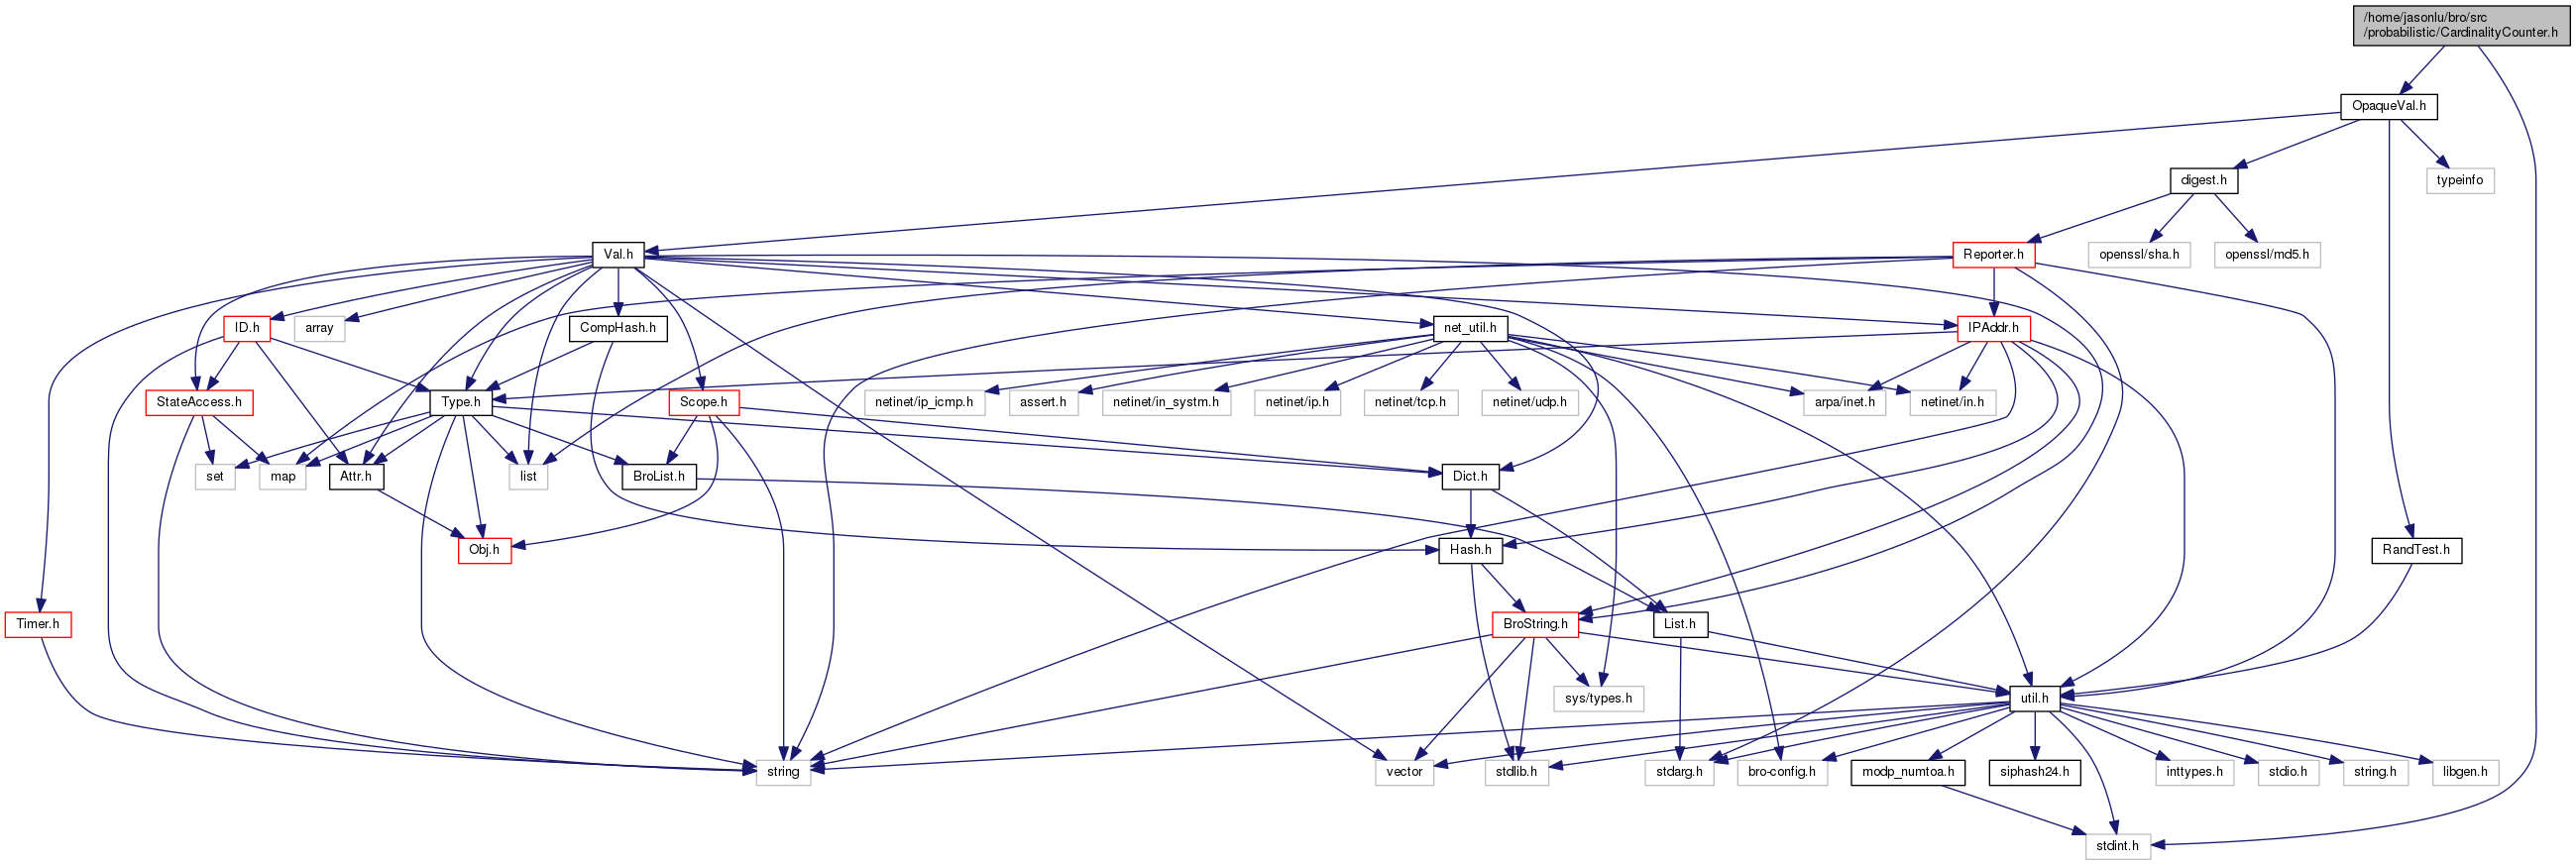 /home/jasonlu/bro/src
/probabilistic/CardinalityCounter.h
OpaqueVal.h
digest.h
typeinfo
Val.h
Reporter.h
openssl/sha.h
openssl/md5.h
ID.h
array
CompHash.h
net_util.h
IPAddr.h
StateAccess.h
Type.h
Scope.h
netinet/ip_icmp.h
assert.h
netinet/in_systm.h
netinet/ip.h
netinet/tcp.h
netinet/udp.h
arpa/inet.h
netinet/in.h
set
map
Attr.h
list
BroList.h
Dict.h
Obj.h
Hash.h
RandTest.h
Timer.h
BroString.h
List.h
sys/types.h
util.h
string
vector
stdlib.h
stdarg.h
bro-config.h
modp_numtoa.h
siphash24.h
inttypes.h
stdio.h
string.h
libgen.h
stdint.h